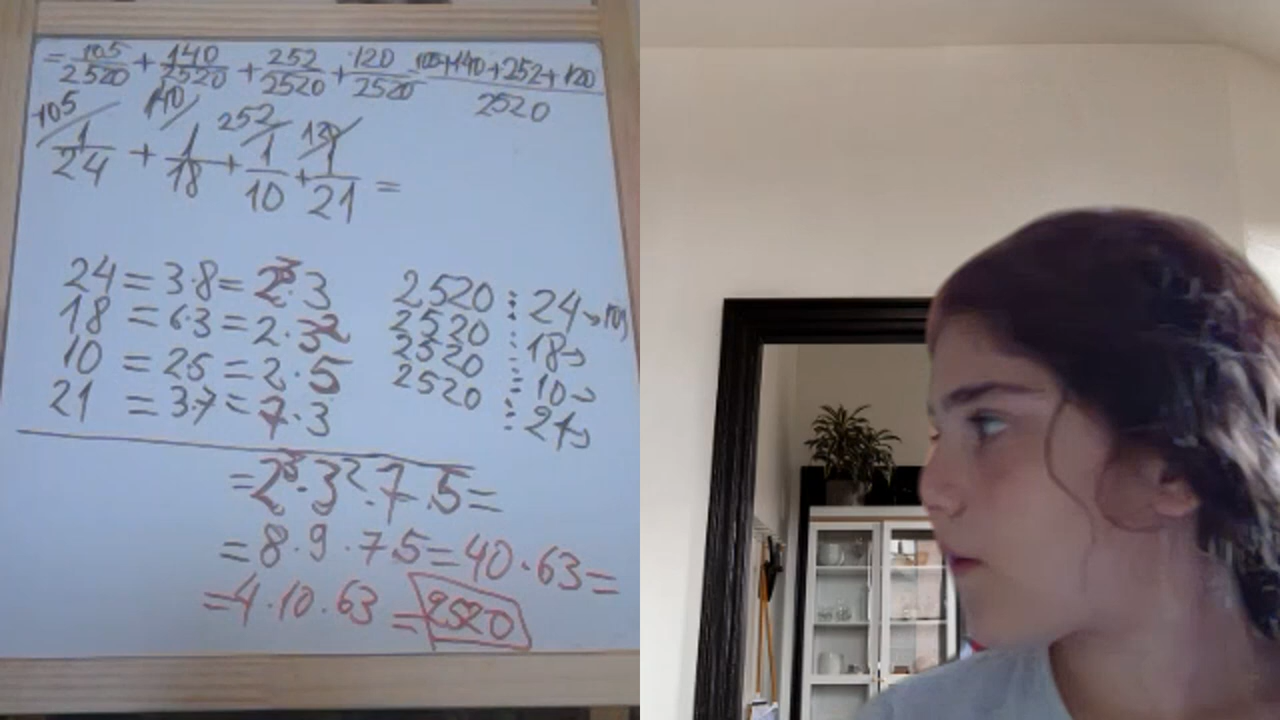 = 105/2520 + 140/2520 + 252/2520 + 120/2520 = 105+140+252+120/2520
105 140 252 120
1/24 + 1/18 + 1/10 + 1/21 =
24 = 3·8 = 2³·3
18 = 6·3 = 2·3²
10 = 2·5 = 2·5
21 = 3·7 = 7·3
2520 : 24 → 105
2520 : 18 →
2520 : 10 →
2520 : 21 →
= 2³·3²·7·5 =
= 8·9·7·5 = 40·63 =
= 4·10·63 = 2520